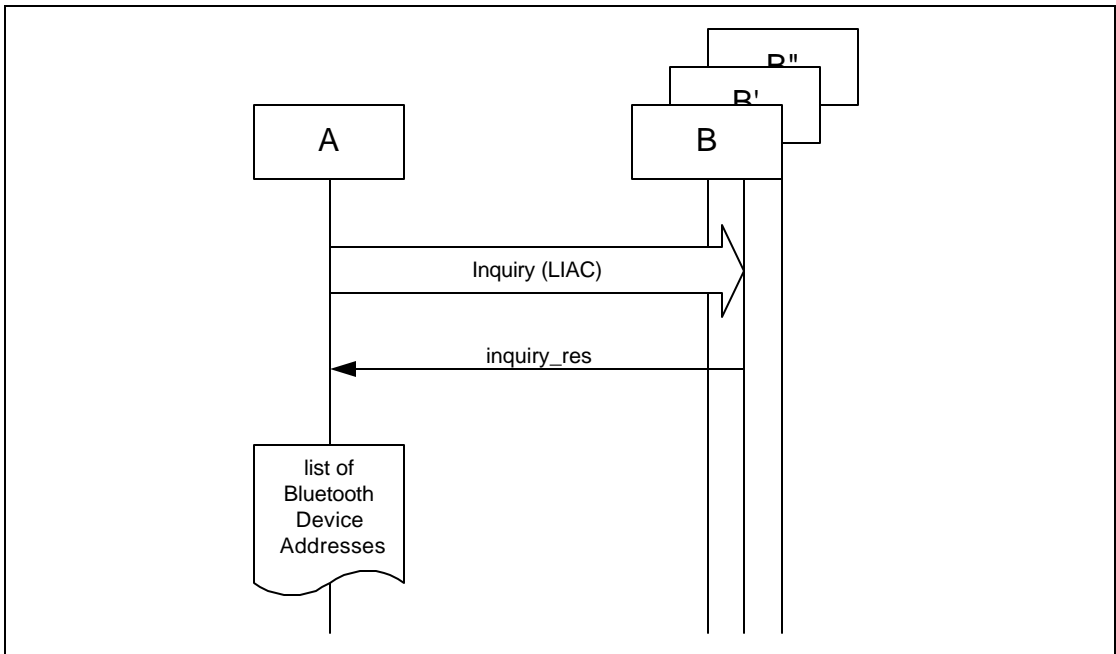 B"
B'
A
B
Inquiry (LIAC)
inquiry_res
list of
Bluetooth
Device
Addresses